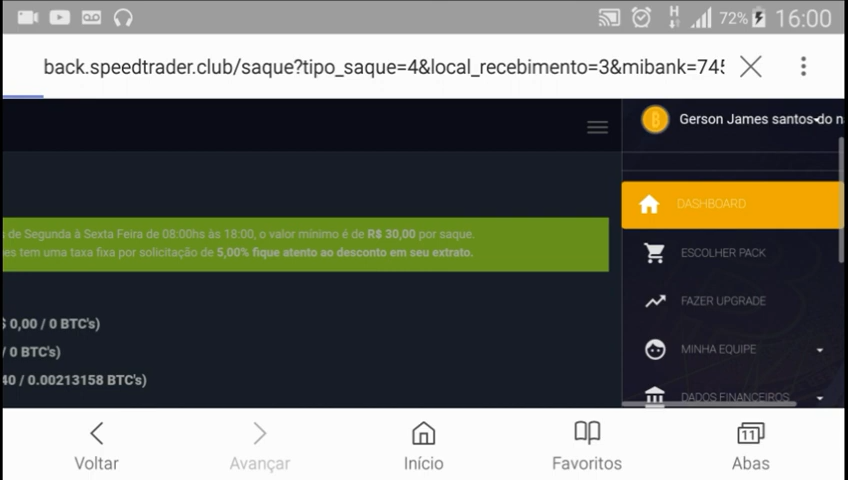 H
72%
16:00
back.speedtrader.club/saque?tipo_saque=4&local_recebimento=3&mibank=745
Gerson James santos do n
DASHBOARD
s de Segunda à Sexta Feira de 08:00hs às 18:00, o valor mínimo é de R$ 30,00 por saque.
es tem uma taxa fixa por solicitação de 5,00% fique atento ao desconto em seu extrato.
ESCOLHER PACK
FAZER UPGRADE
$ 0,00 / 0 BTC's)
/ 0 BTC's)
MINHA EQUIPE
40 / 0.00213158 BTC's)
DADOS FINANCEIROS
Voltar
Avançar
Início
Favoritos
11
Abas